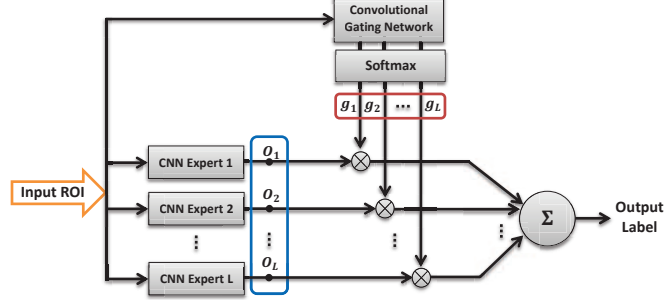 Convolutional
Gating Network
Softmax
g1 g2 ... gL
CNN Expert 1
O1
Input ROI
CNN Expert 2
O2
Σ
Output
Label
CNN Expert L
OL